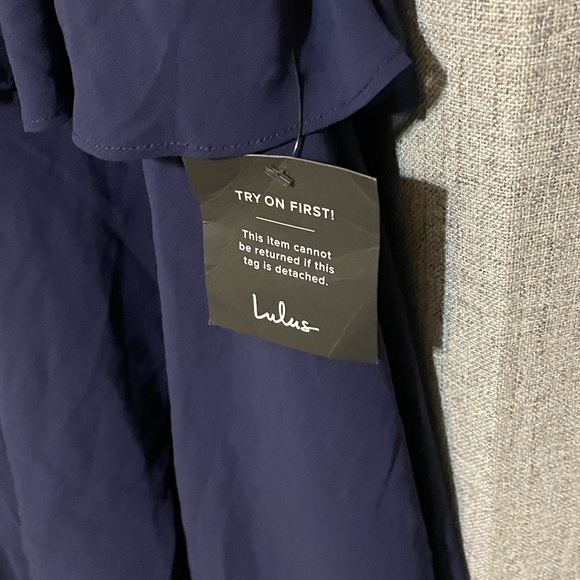 TRY ON FIRST!
This item cannot
be returned if this
tag is detached.
Lulus